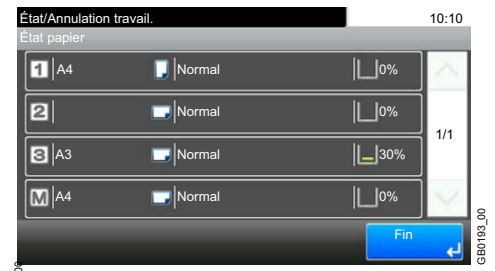 État/Annulation travail. 10:10
État papier
1 A4 Normal 0%
2 Normal 0%
3 A3 Normal 30%
M A4 Normal 0%
1/1
Fin
GB0193_00